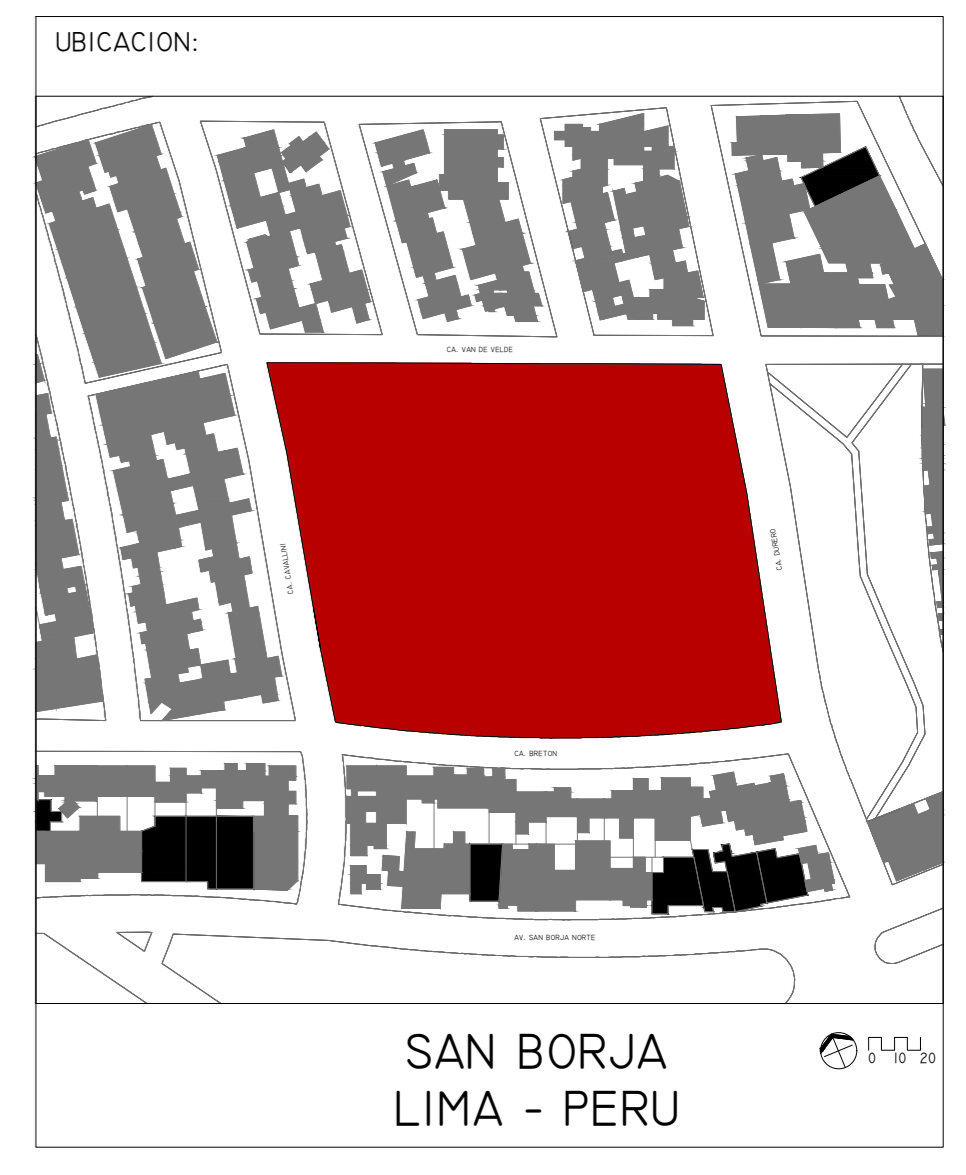 UBICACION:
CA. VAN DE VELDE
CA. CAVALLINI
CA. DURERO
CA. BRETON
AV. SAN BORJA NORTE
SAN BORJA
LIMA - PERU
0 10 20